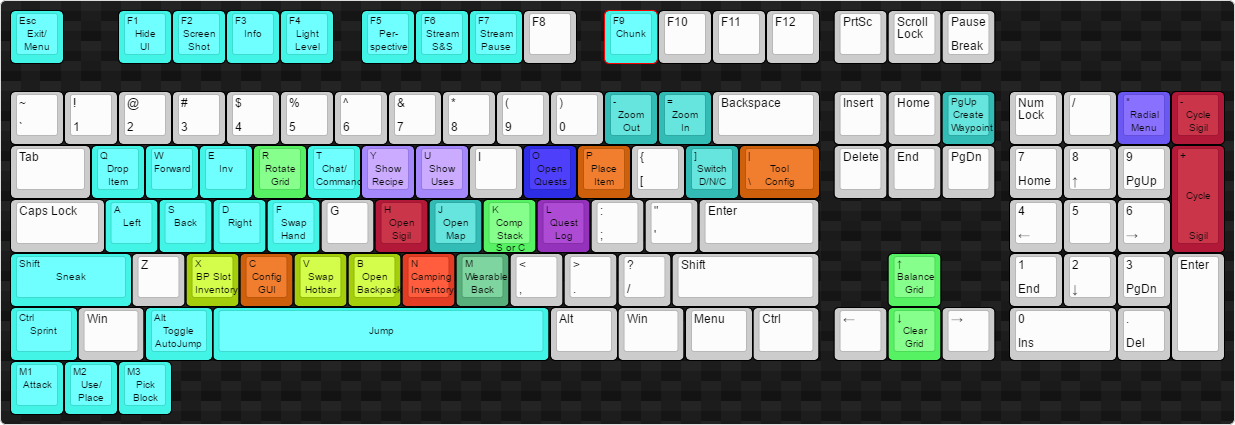 Esc Exit/ Menu
F1 Hide UI
F2 Screen Shot
F3 Info
F4 Light Level
F5 Per- spective
F6 Stream S&S
F7 Stream Pause
F8
F9 Chunk
F10
F11
F12
PrtSc
Scroll Lock
Pause Break
~ `
! 1
@ 2
# 3
$ 4
% 5
^ 6
& 7
* 8
( 9
) 0
- Zoom Out
= Zoom In
Backspace
Insert
Home
PgUp Create Waypoint
Num Lock
/
* Radial Menu
- Cycle Sigil
Tab
Q Drop Item
W Forward
E Inv
R Rotate Grid
T Chat/ Command
Y Show Recipe
U Show Uses
I
O Open Quests
P Place Item
{ [
] Switch D/N/C
| \ Tool Config
Delete
End
PgDn
7 Home
8 ↑
9 PgUp
+ Cycle Sigil
Caps Lock
A Left
S Back
D Right
F Swap Hand
G
H Open Sigil
J Open Map
K Comp Stack S or C
L Quest Log
: ;
" '
Enter
4 ←
5
6 →
Shift Sneak
Z
X BP Slot Inventory
C Config GUI
V Swap Hotbar
B Open Backpack
N Camping Inventory
M Wearable Back
< ,
> .
? /
Shift
↑ Balance Grid
1 End
2 ↓
3 PgDn
Enter
Ctrl Sprint
Win
Alt Toggle AutoJump
Jump
Alt
Win
Menu
Ctrl
←
↓ Clear Grid
→
0 Ins
. Del
M1 Attack
M2 Use/ Place
M3 Pick Block